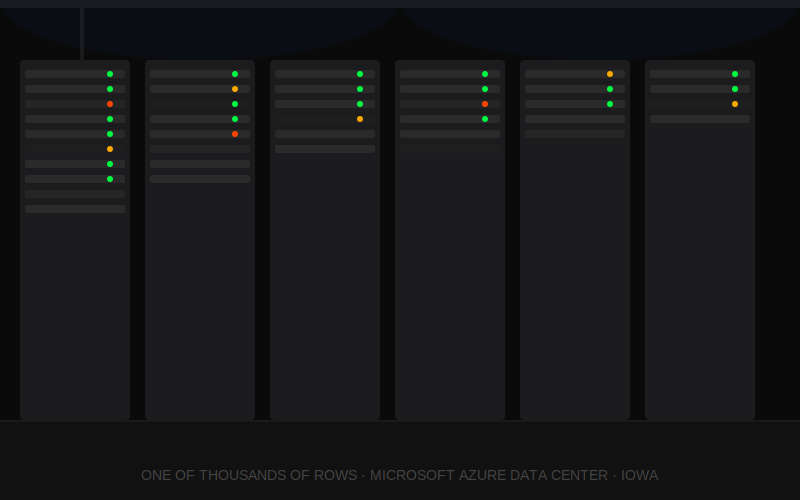 ONE OF THOUSANDS OF ROWS · MICROSOFT AZURE DATA CENTER · IOWA